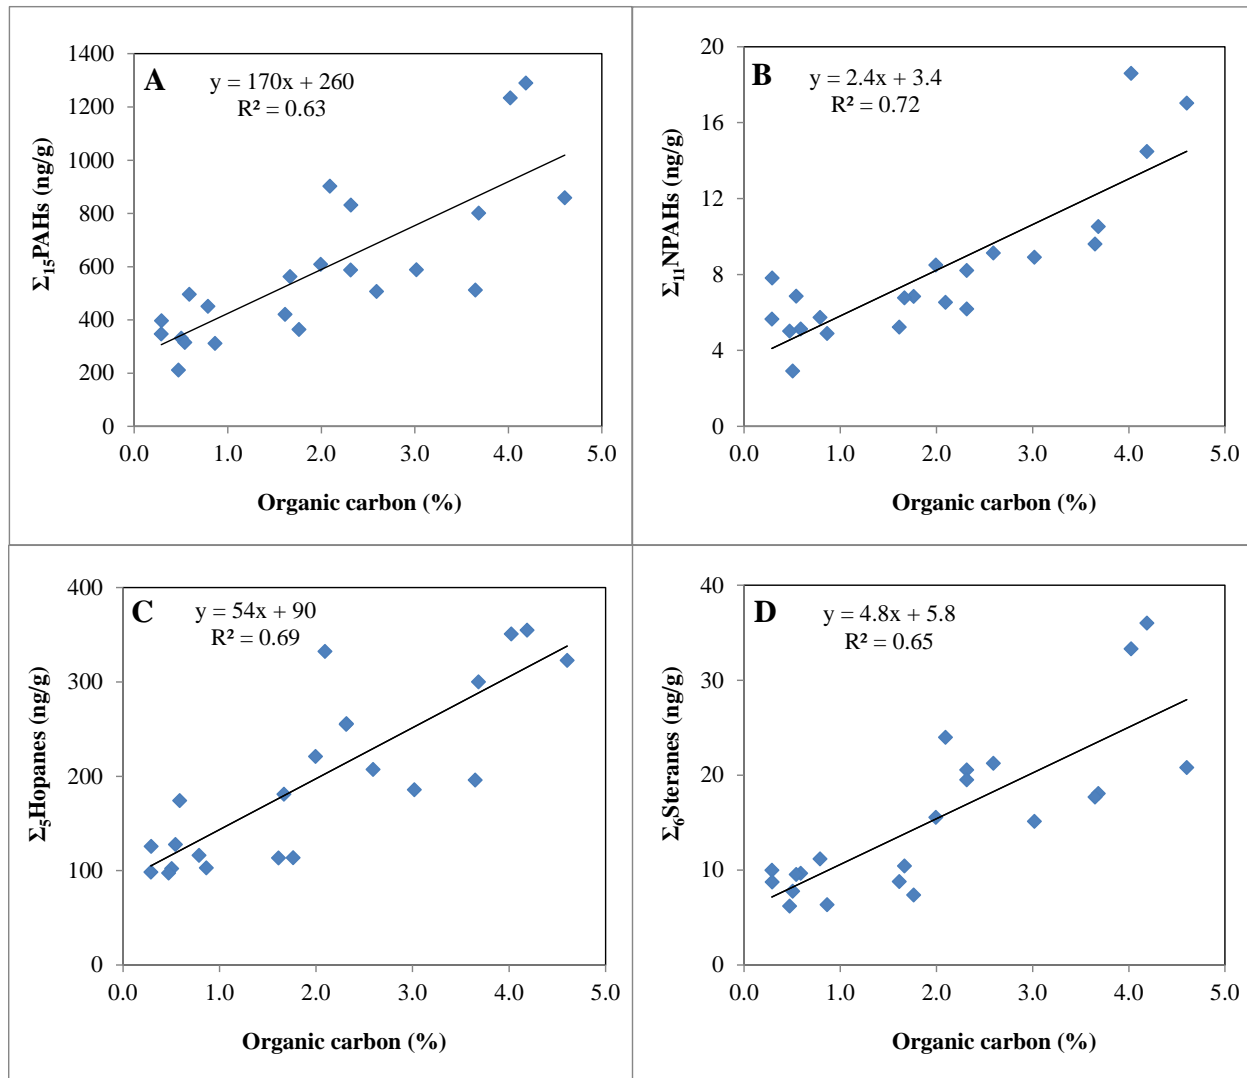 A
y = 170x + 260
R² = 0.63
1400
1200
1000
800
600
400
200
0
Σ₁₅PAHs (ng/g)
0.0 1.0 2.0 3.0 4.0 5.0
Organic carbon (%)
B
y = 2.4x + 3.4
R² = 0.72
20
16
12
8
4
0
Σ₁₁NPAHs (ng/g)
0.0 1.0 2.0 3.0 4.0 5.0
Organic carbon (%)
C
y = 54x + 90
R² = 0.69
400
300
200
100
0
Σ₅Hopanes (ng/g)
0.0 1.0 2.0 3.0 4.0 5.0
Organic carbon (%)
D
y = 4.8x + 5.8
R² = 0.65
40
30
20
10
0
Σ₆Steranes (ng/g)
0.0 1.0 2.0 3.0 4.0 5.0
Organic carbon (%)